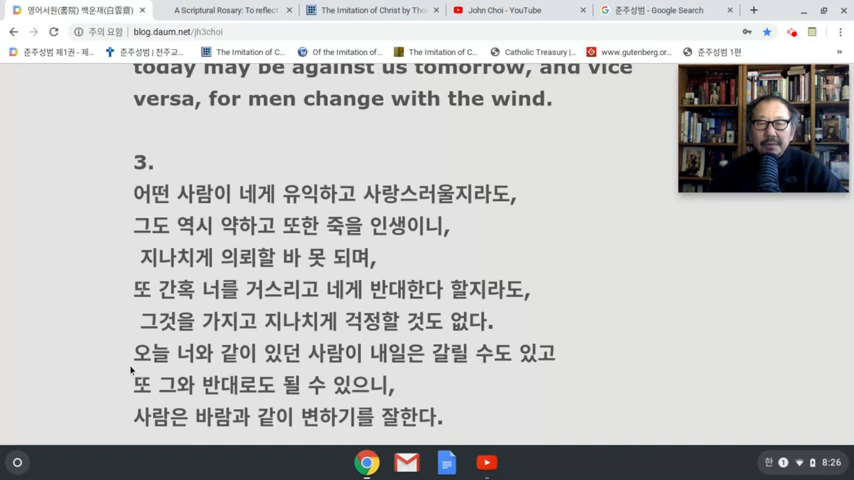 영어서원(書院) 백운재(白雲齋)
A Scriptural Rosary: To reflect
The Imitation of Christ by Tho
John Choi - YouTube
준주성범 - Google Search
주의 요함 | blog.daum.net/jh3choi
준주성범 제1권 - 제...
준주성범 | 천주교...
The Imitation of C...
Of the Imitation of...
The Imitation of C...
Catholic Treasury |...
www.gutenberg.org...
준주성범 1편
today may be against us tomorrow, and vice
versa, for men change with the wind.
3.
어떤 사람이 네게 유익하고 사랑스러울지라도,
그도 역시 약하고 또한 죽을 인생이니,
지나치게 의뢰할 바 못 되며,
또 간혹 너를 거스리고 네게 반대한다 할지라도,
그것을 가지고 지나치게 걱정할 것도 없다.
오늘 너와 같이 있던 사람이 내일은 갈릴 수도 있고
또 그와 반대로도 될 수 있으니,
사람은 바람과 같이 변하기를 잘한다.
한 1 8:26